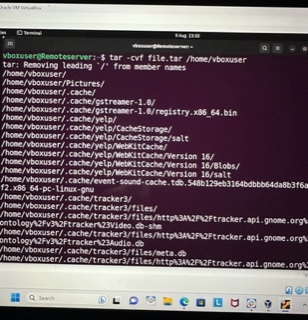 Oracle VM VirtualBox
Terminal
9 Aug 23:50
vboxuser@Remoteserver: ~
vboxuser@Remoteserver:~$ tar -cvf file.tar /home/vboxuser
tar: Removing leading `/' from member names
/home/vboxuser/
/home/vboxuser/Pictures/
/home/vboxuser/.cache/
/home/vboxuser/.cache/gstreamer-1.0/
/home/vboxuser/.cache/gstreamer-1.0/registry.x86_64.bin
/home/vboxuser/.cache/yelp/
/home/vboxuser/.cache/yelp/CacheStorage/
/home/vboxuser/.cache/yelp/CacheStorage/salt
/home/vboxuser/.cache/yelp/WebKitCache/
/home/vboxuser/.cache/yelp/WebKitCache/Version 16/
/home/vboxuser/.cache/yelp/WebKitCache/Version 16/Blobs/
/home/vboxuser/.cache/yelp/WebKitCache/Version 16/salt
/home/vboxuser/.cache/event-sound-cache.tdb.548b129eb3164bdbbb64da8b3f6a
f2.x86_64-pc-linux-gnu
/home/vboxuser/.cache/tracker3/
/home/vboxuser/.cache/tracker3/files/
/home/vboxuser/.cache/tracker3/files/http%3A%2F%2Ftracker.api.gnome.org%
ontology%2Fv3%2Ftracker%23Video.db-shm
/home/vboxuser/.cache/tracker3/files/http%3A%2F%2Ftracker.api.gnome.org%
ontology%2Fv3%2Ftracker%23Audio.db
/home/vboxuser/.cache/tracker3/files/meta.db
/home/vboxuser/.cache/tracker3/files/http%3A%2F%2Ftracker.api.gnome.org%
Search